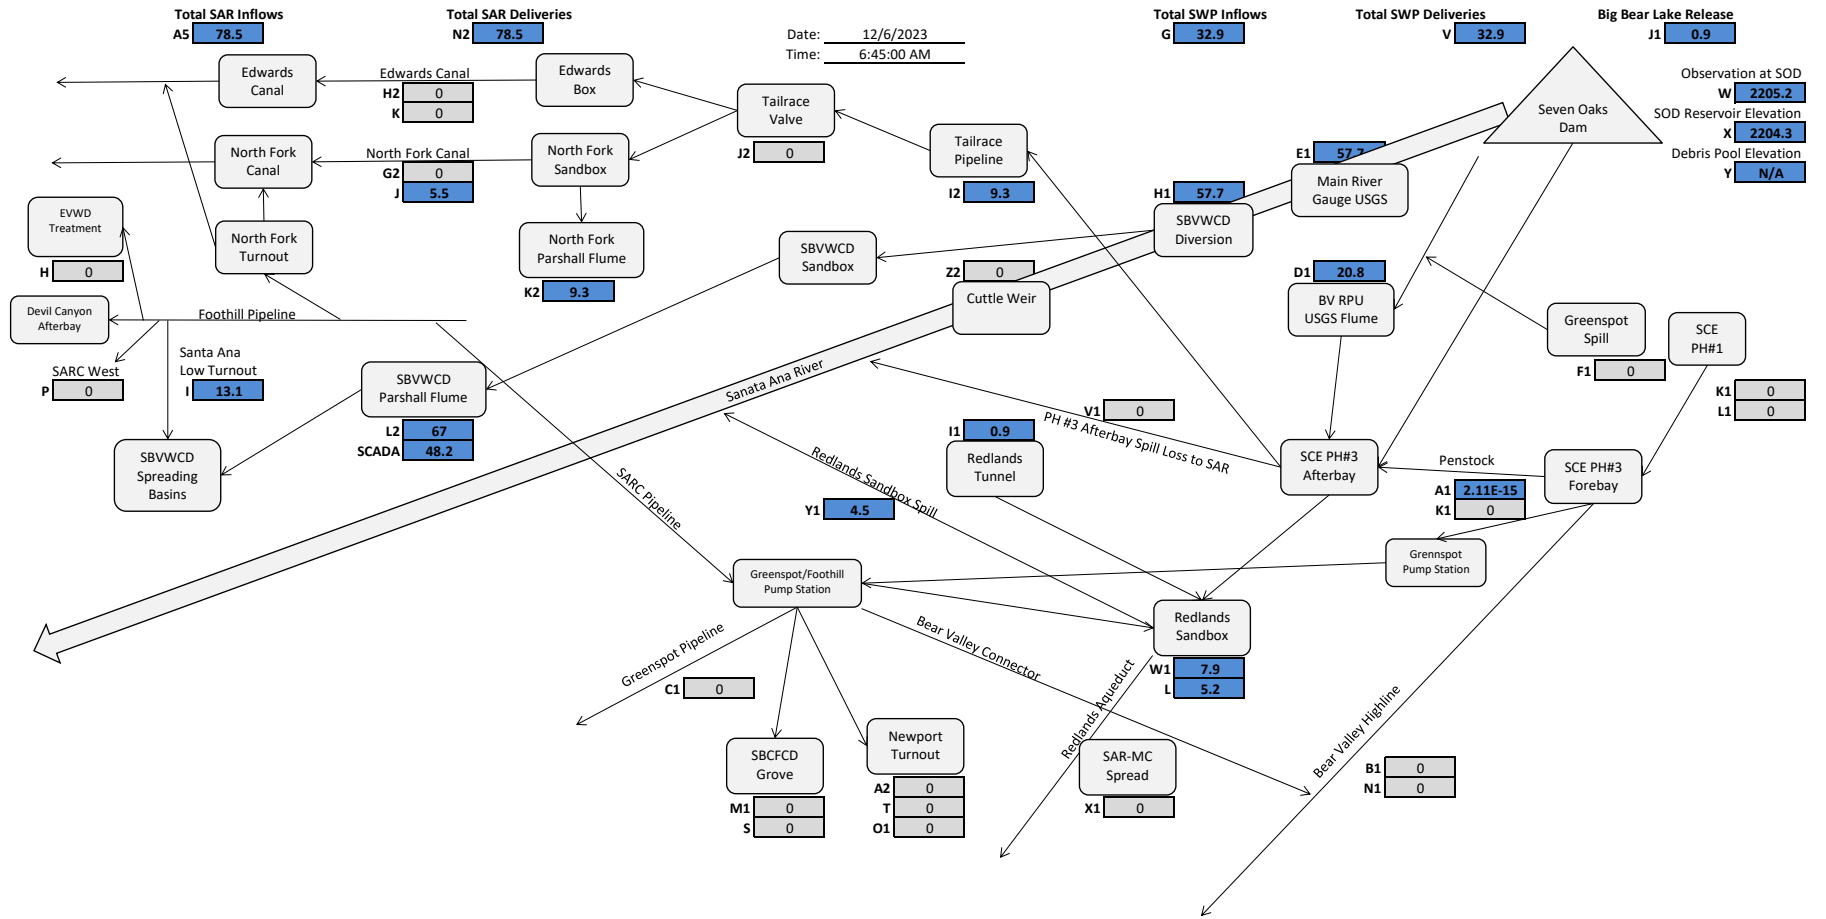 Total SAR Inflows
A5 78.5
Total SAR Deliveries
N2 78.5
Date: 12/6/2023
Time: 6:45:00 AM
Total SWP Inflows
G 32.9
Total SWP Deliveries
V 32.9
Big Bear Lake Release
J1 0.9
Edwards
Canal
Edwards Canal
H2 0
K 0
Edwards
Box
Tailrace
Valve
J2 0
Tailrace
Pipeline
I2 9.3
Seven Oaks
Dam
Observation at SOD
W 2205.2
SOD Reservoir Elevation
X 2204.3
Debris Pool Elevation
Y N/A
North Fork
Canal
North Fork Canal
G2 0
J 5.5
North Fork
Sandbox
E1 57.7
Main River
Gauge USGS
H1 57.7
SBVWCD
Diversion
EVWD
Treatment
H 0
North Fork
Turnout
North Fork
Parshall Flume
K2 9.3
SBVWCD
Sandbox
Z2 0
Cuttle Weir
D1 20.8
BV RPU
USGS Flume
Greenspot
Spill
F1 0
SCE
PH#1
K1 0
L1 0
Devil Canyon
Afterbay
Foothill Pipeline
SARC West
P 0
Santa Ana
Low Turnout
I 13.1
SBVWCD
Parshall Flume
L2 67
SCADA 48.2
Sanata Ana River
V1 0
PH #3 Afterbay Spill Loss to SAR
I1 0.9
Redlands
Tunnel
SBVWCD
Spreading
Basins
SARC Pipeline
Redlands Sandbox Spill
Y1 4.5
SCE PH#3
Afterbay
Penstock
A1 2.11E-15
K1 0
SCE PH#3
Forebay
Grennspot
Pump Station
Greenspot/Foothill
Pump Station
Redlands
Sandbox
W1 7.9
L 5.2
Greenspot Pipeline
C1 0
Bear Valley Connector
Redlands Aqueduct
Bear Valley Highline
SBCFCD
Grove
M1 0
S 0
Newport
Turnout
A2 0
T 0
O1 0
SAR-MC
Spread
X1 0
B1 0
N1 0